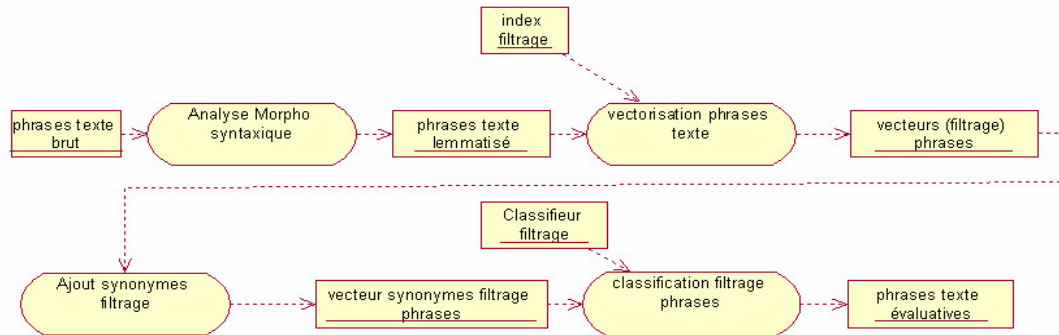 index
filtrage
phrases texte
brut
Analyse Morpho
syntaxique
phrases texte
lemmatisé
vectorisation phrases
texte
vecteurs (filtrage)
phrases
Classifieur
filtrage
Ajout synonymes
filtrage
vecteur synonymes filtrage
phrases
classification filtrage
phrases
phrases texte
évaluatives